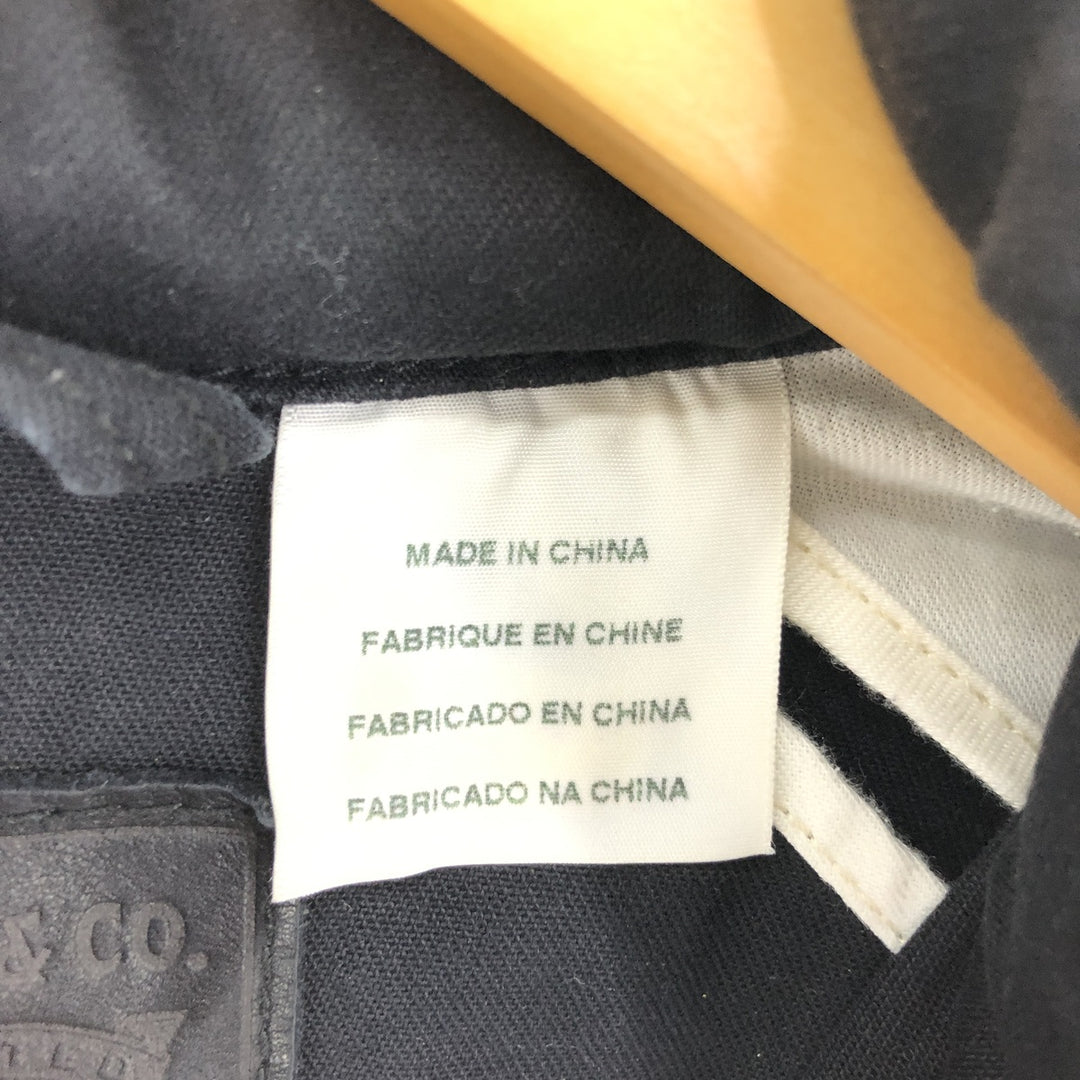 MADE IN CHINA
FABRIQUE EN CHINE
FABRICADO EN CHINA
FABRICADO NA CHINA
& CO.